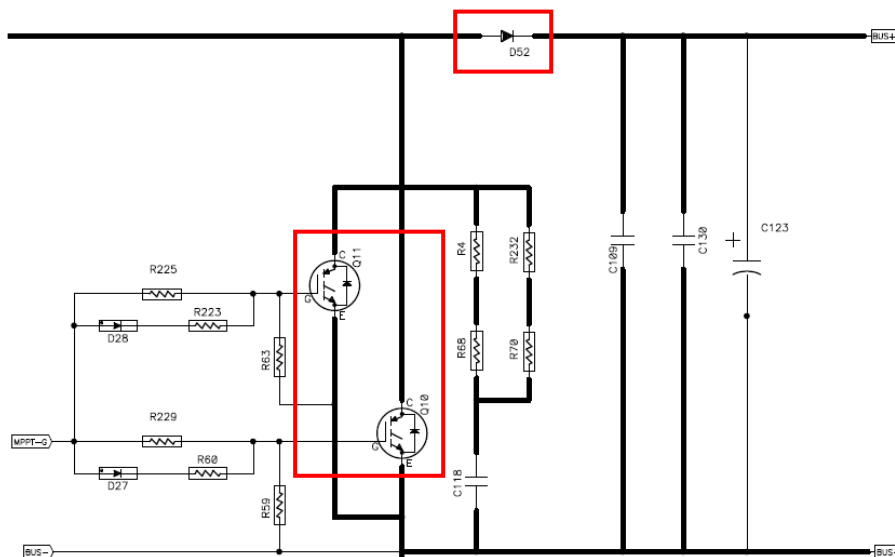 BUS+
D52
C123
C109
C130
R4
R232
C
Q11
R225
G
R223
E
D28
R63
R68
R70
C
Q10
R229
MPPT-G
G
R60
E
D27
C118
R59
BUS-
BUS-